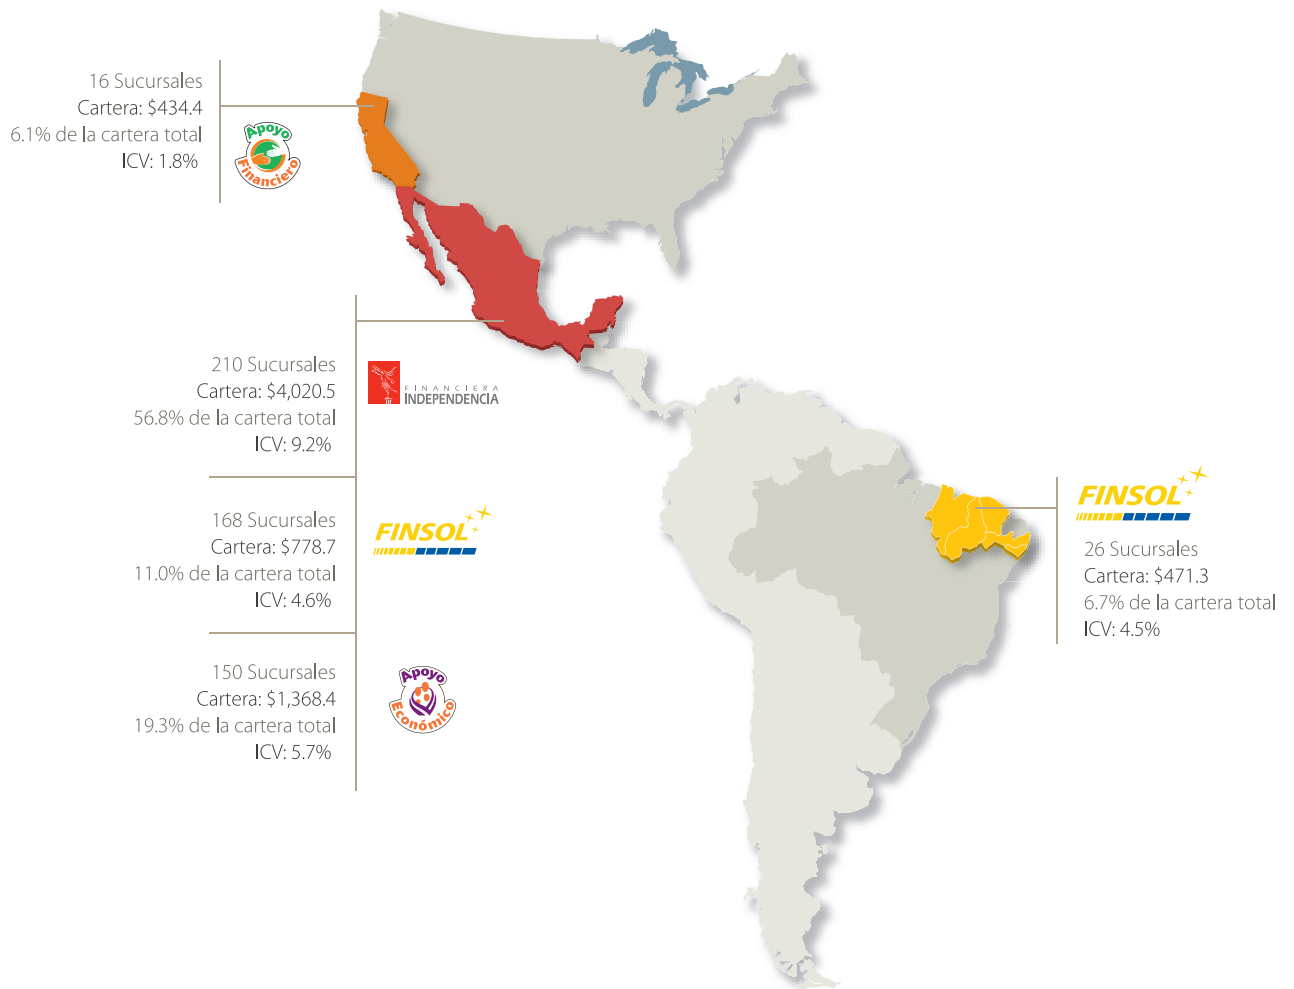 16 Sucursales
Cartera: $434.4
6.1% de la cartera total
ICV: 1.8%
Apoyo
Financiero
210 Sucursales
Cartera: $4,020.5
56.8% de la cartera total
ICV: 9.2%
FINANCIERA
INDEPENDENCIA
168 Sucursales
Cartera: $778.7
11.0% de la cartera total
ICV: 4.6%
FINSOL
150 Sucursales
Cartera: $1,368.4
19.3% de la cartera total
ICV: 5.7%
Apoyo
Económico
FINSOL
26 Sucursales
Cartera: $471.3
6.7% de la cartera total
ICV: 4.5%